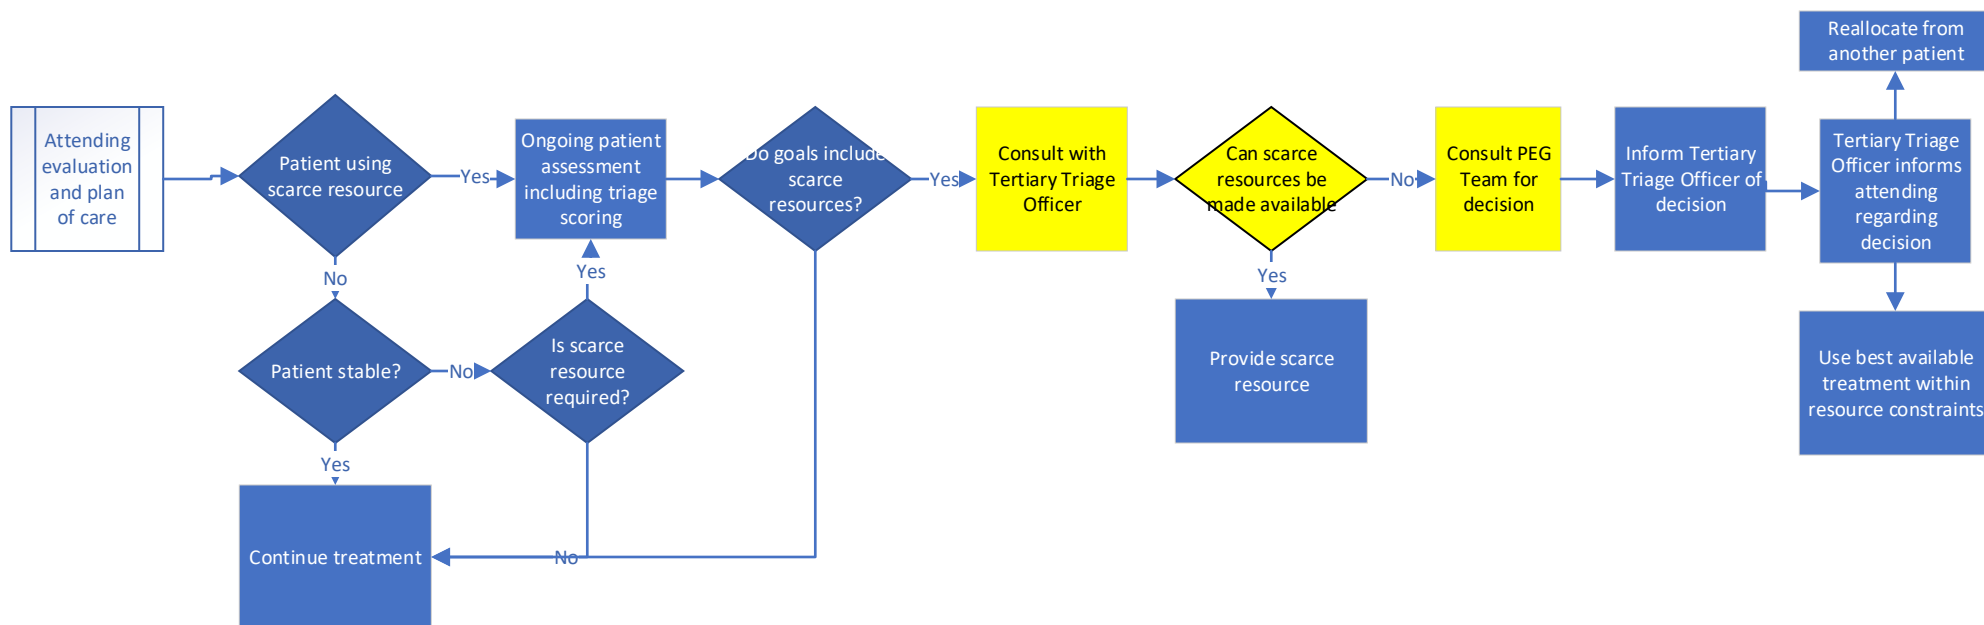 Attending
evaluation
and plan
of care
Patient using
scarce resource
Yes
No
Patient stable?
No
Yes
Continue treatment
Ongoing patient
assessment
including triage
scoring
Yes
Is scarce
resource
required?
No
Do goals include
scarce
resources?
Yes
Consult with
Tertiary Triage
Officer
Can scarce
resources be
made available
Yes
Provide scarce
resource
No
Consult PEG
Team for
decision
Inform Tertiary
Triage Officer of
decision
Reallocate from
another patient
Tertiary Triage
Officer informs
attending
regarding
decision
Use best available
treatment within
resource constraints